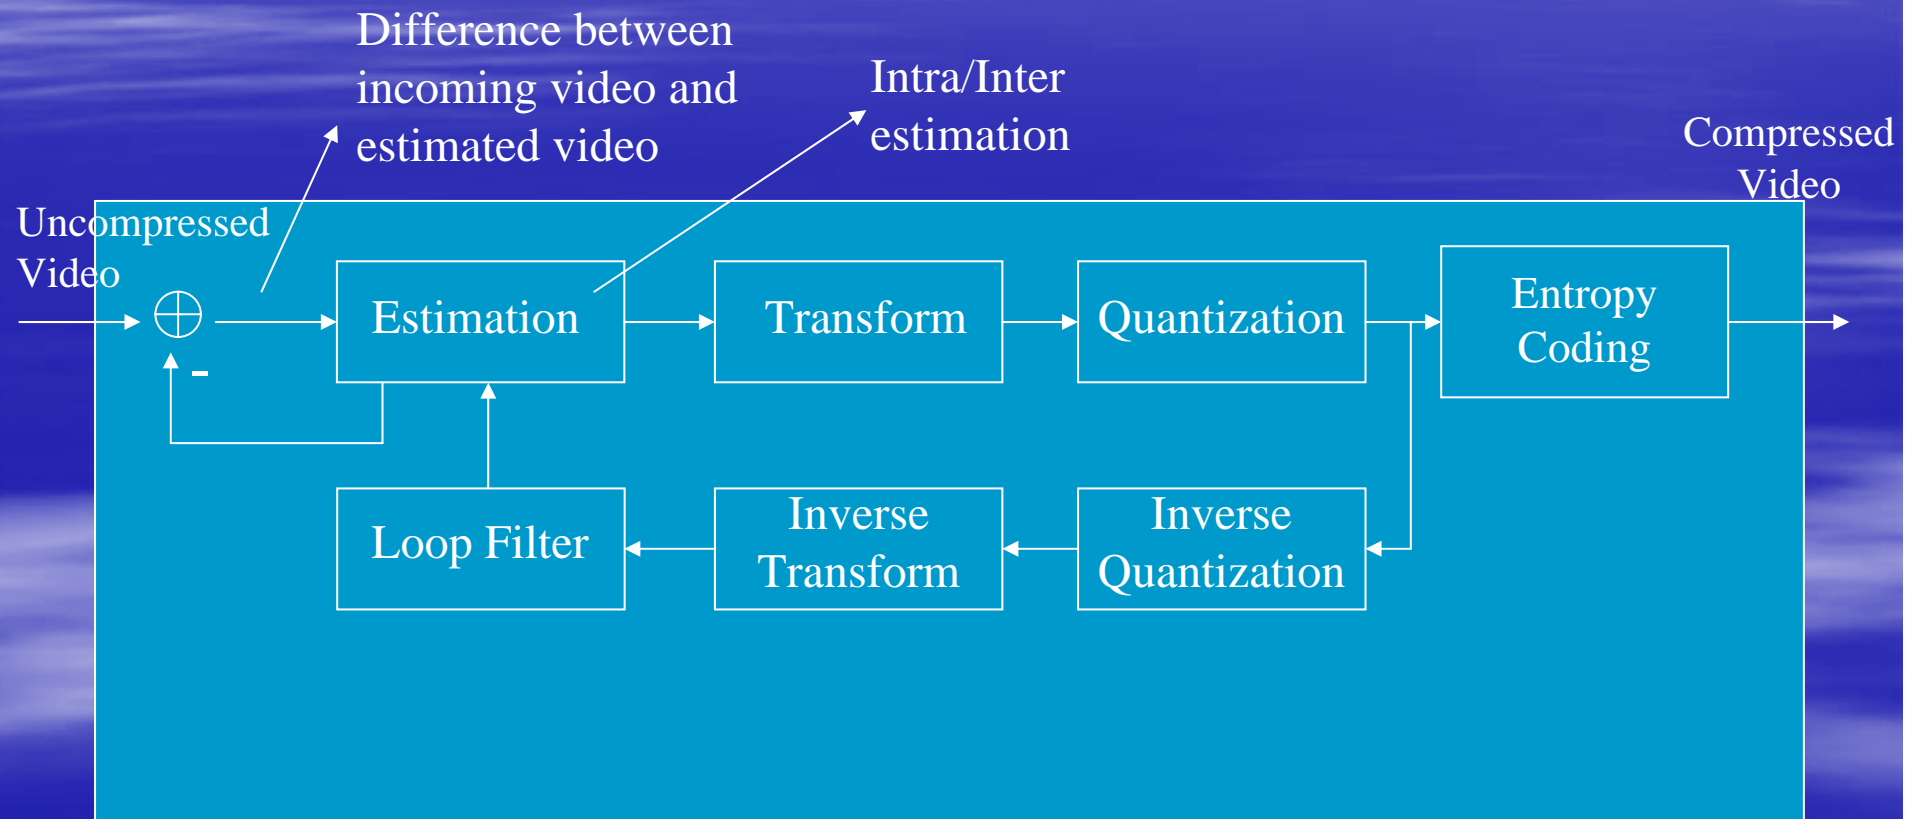 Difference between
incoming video and
estimated video
Intra/Inter
estimation
Compressed
Video
Uncompressed
Video
-
Estimation
Transform
Quantization
Entropy
Coding
Loop Filter
Inverse
Transform
Inverse
Quantization